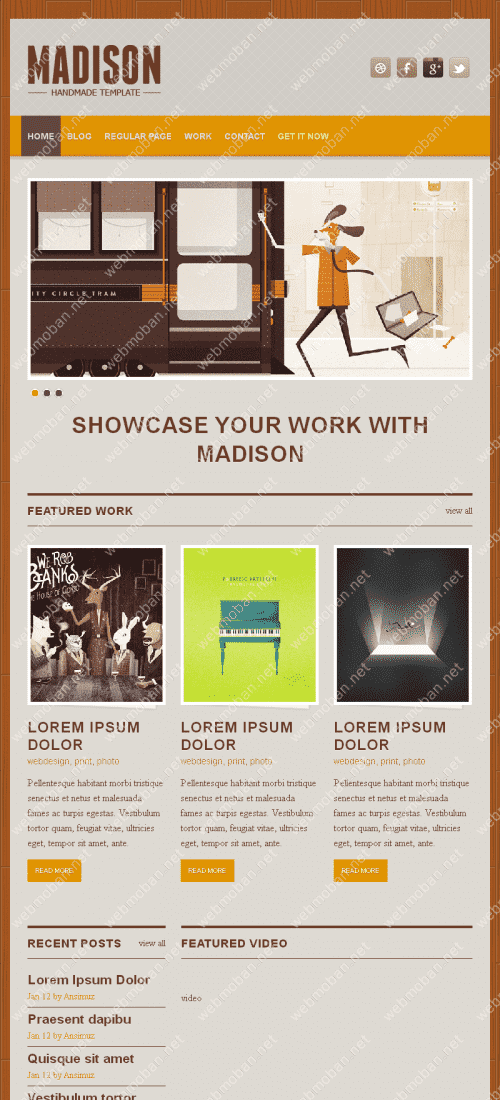 MADISON
HANDMADE TEMPLATE
HOME BLOG REGULAR PAGE WORK CONTACT GET IT NOW
ITY CIRCLE TRAM
SHOWCASE YOUR WORK WITH
MADISON
FEATURED WORK view all
WE ROB
BANKS
LOREM IPSUM
DOLOR
webdesign, print, photo
Pellentesque habitant morbi tristique
senectus et netus et malesuada
fames ac turpis egestas. Vestibulum
tortor quam, feugiat vitae, ultricies
eget, tempor sit amet, ante.
READ MORE
LOREM IPSUM
DOLOR
webdesign, print, photo
Pellentesque habitant morbi tristique
senectus et netus et malesuada
fames ac turpis egestas. Vestibulum
tortor quam, feugiat vitae, ultricies
eget, tempor sit amet, ante.
READ MORE
LOREM IPSUM
DOLOR
webdesign, print, photo
Pellentesque habitant morbi tristique
senectus et netus et malesuada
fames ac turpis egestas. Vestibulum
tortor quam, feugiat vitae, ultricies
eget, tempor sit amet, ante.
READ MORE
RECENT POSTS view all
Lorem Ipsum Dolor
Jan 12 by Ansimuz
Praesent dapibu
Jan 12 by Ansimuz
Quisque sit amet
Jan 12 by Ansimuz
Vestibulum tortor
FEATURED VIDEO
video
webmoban.net